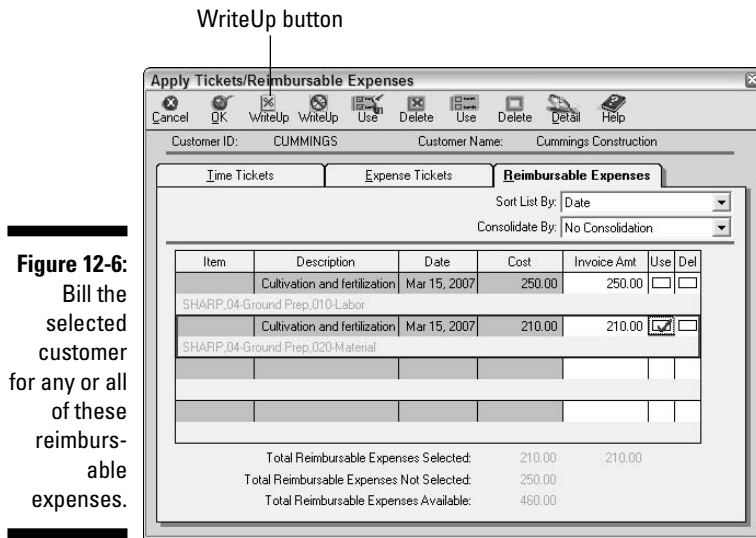 WriteUp button
Apply Tickets/Reimbursable Expenses
Cancel OK WriteUp WriteUp Use Delete Use Delete Detail Help
Customer ID: CUMMINGS Customer Name: Cummings Construction
Time Tickets Expense Tickets Reimbursable Expenses
Sort List By: Date
Consolidate By: No Consolidation
Item Description Date Cost Invoice Amt Use Del
Cultivation and fertilization Mar 15, 2007 250.00 250.00
SHARP,04-Ground Prep,010-Labor
Cultivation and fertilization Mar 15, 2007 210.00 210.00
SHARP,04-Ground Prep,020-Material
Total Reimbursable Expenses Selected: 210.00 210.00
Total Reimbursable Expenses Not Selected: 250.00
Total Reimbursable Expenses Available: 460.00
Figure 12-6:
Bill the
selected
customer
for any or all
of these
reimburs-
able
expenses.